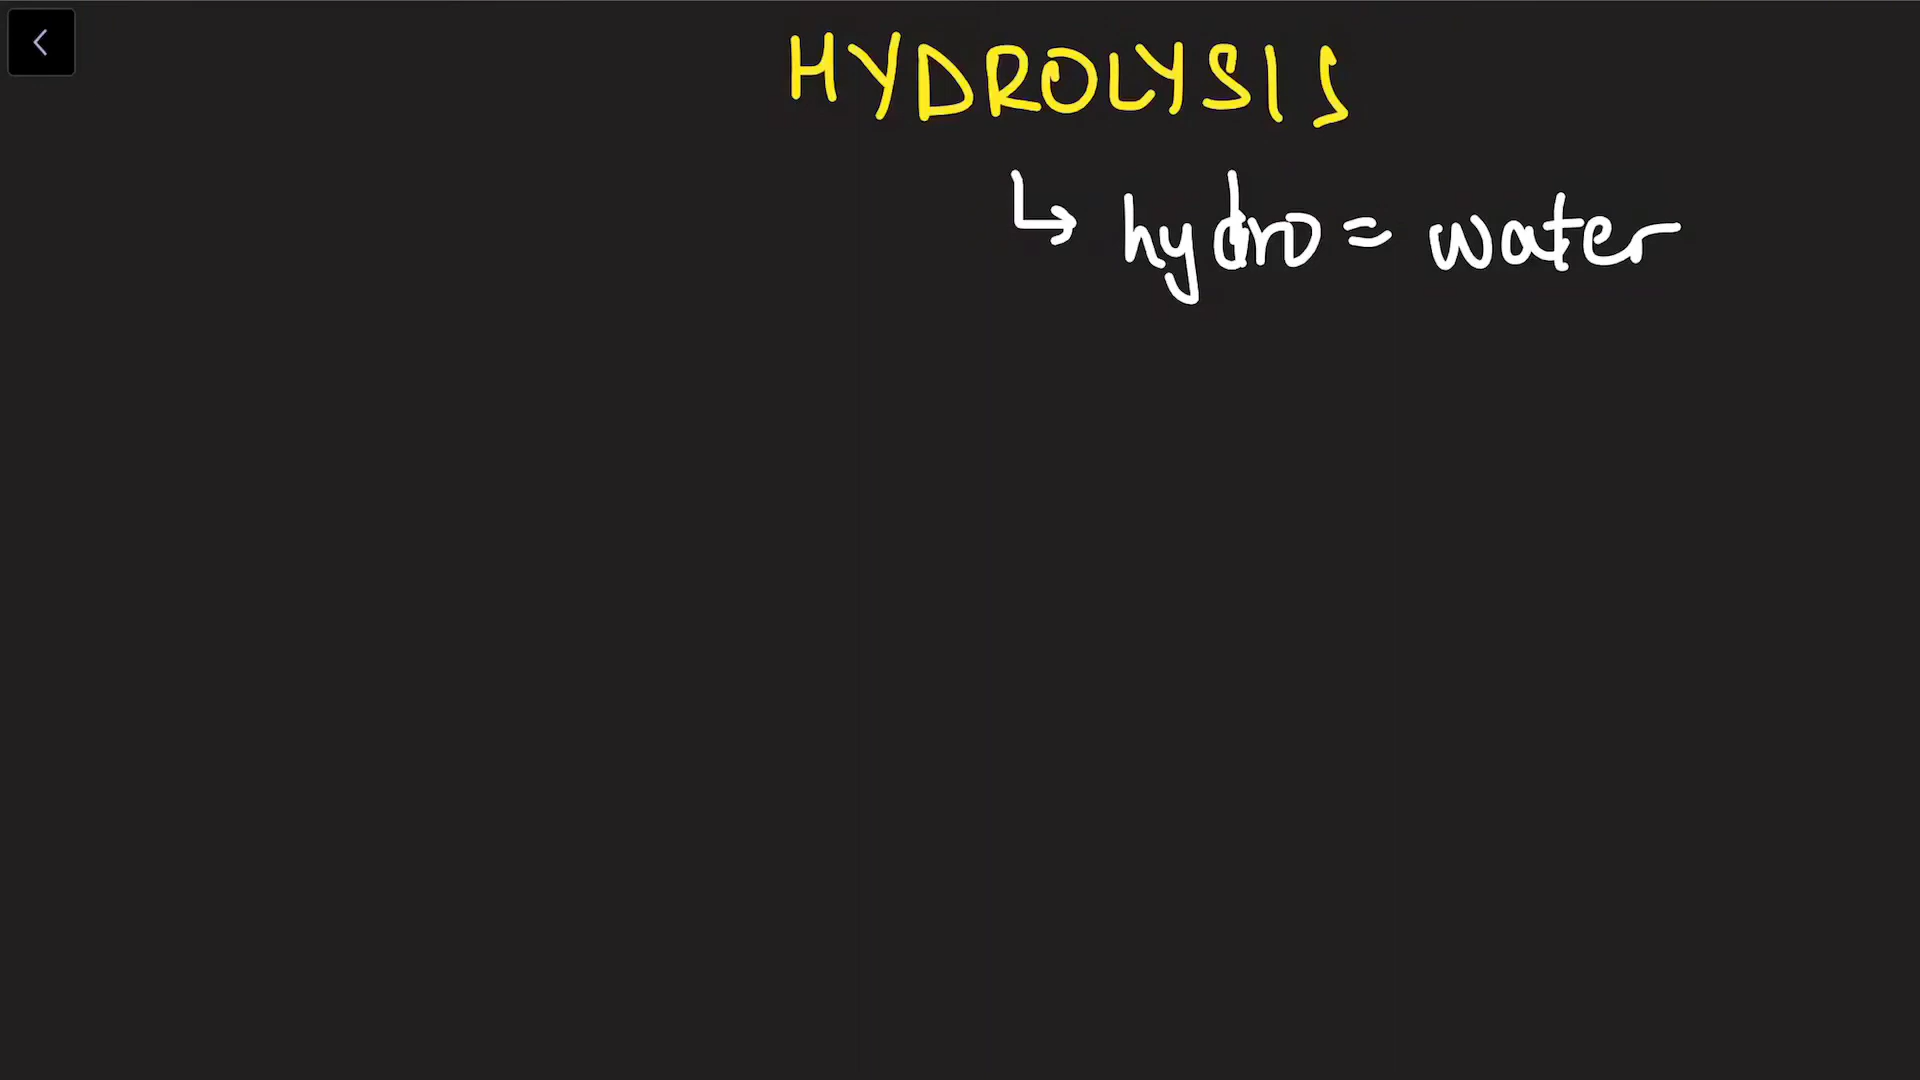 HYDROLYSIS
↳ hydro = water